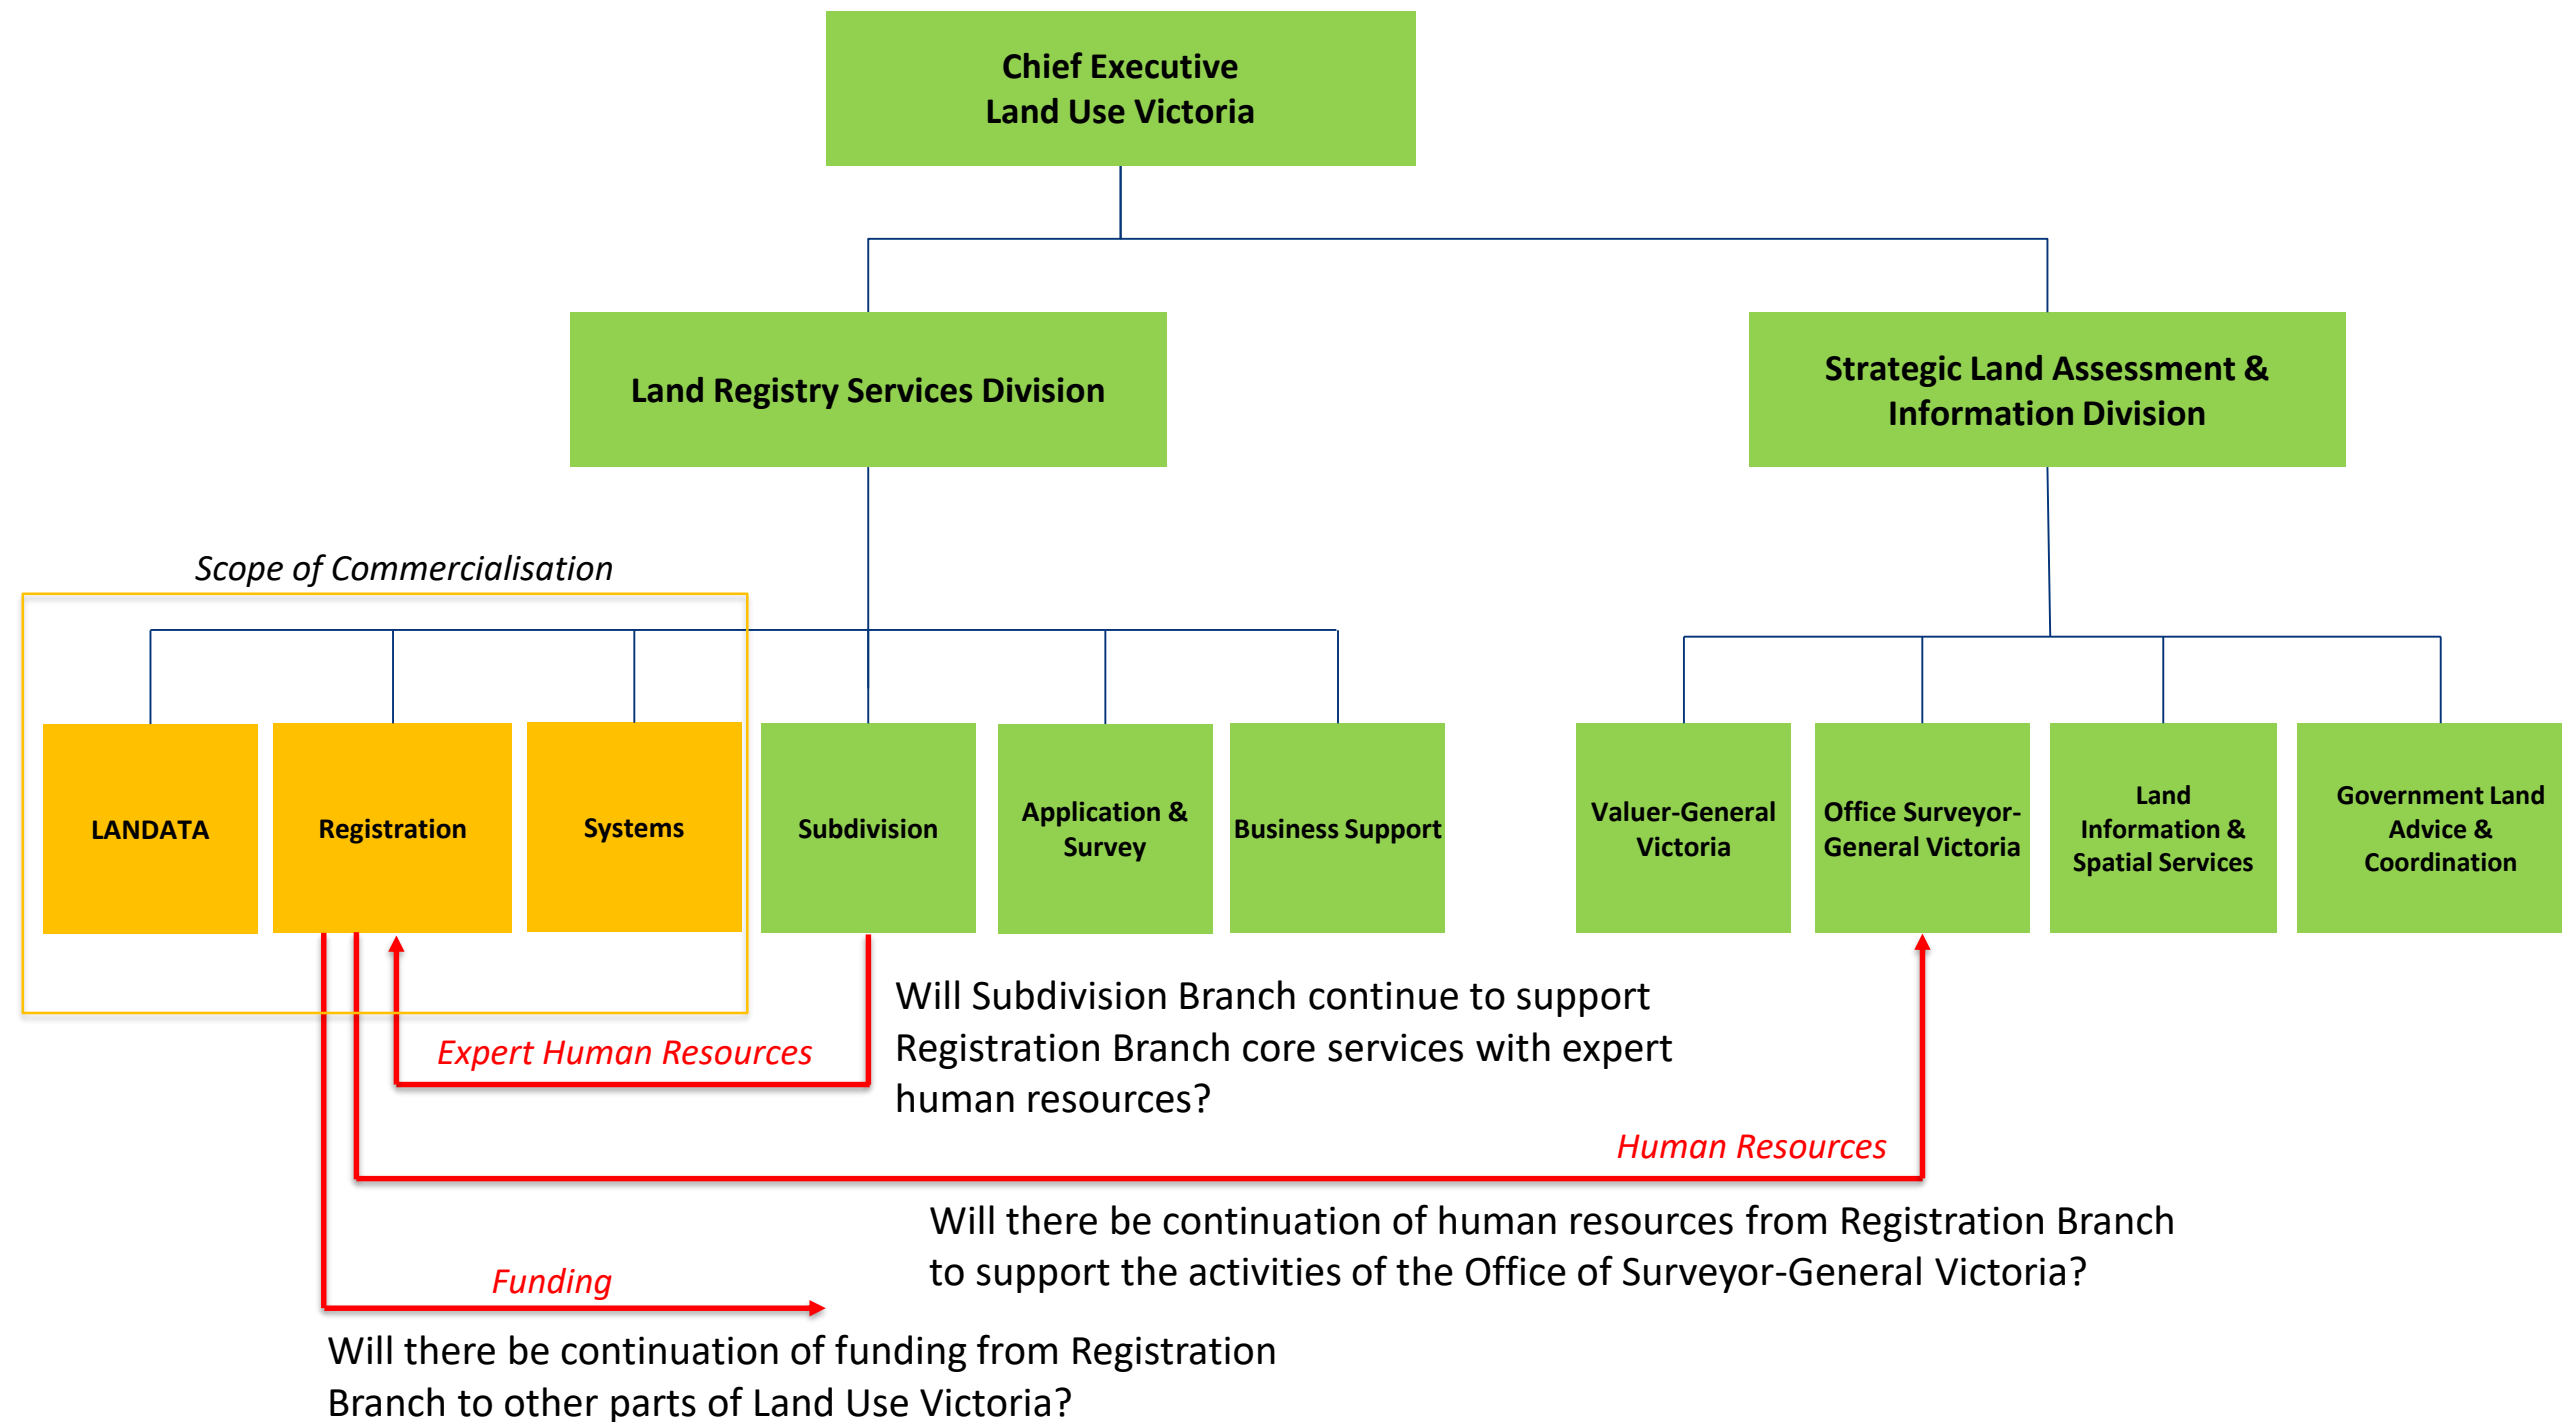 Chief Executive
Land Use Victoria
Land Registry Services Division
Strategic Land Assessment &
Information Division
Scope of Commercialisation
LANDATA
Registration
Systems
Subdivision
Application &
Survey
Business Support
Valuer-General
Victoria
Office Surveyor-
General Victoria
Land
Information &
Spatial Services
Government Land
Advice &
Coordination
Expert Human Resources
Will Subdivision Branch continue to support
Registration Branch core services with expert
human resources?
Human Resources
Will there be continuation of human resources from Registration Branch
to support the activities of the Office of Surveyor-General Victoria?
Funding
Will there be continuation of funding from Registration
Branch to other parts of Land Use Victoria?